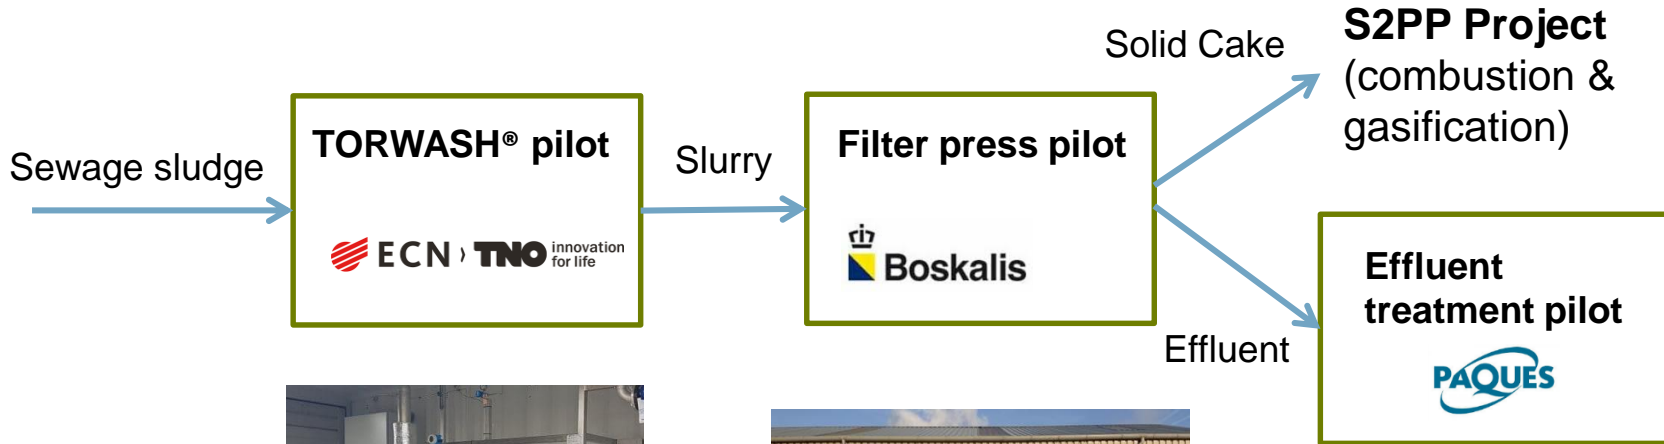 Sewage sludge
TORWASH® pilot
ECN › TNO innovation
for life
Slurry
Filter press pilot
Boskalis
Solid Cake
S2PP Project
(combustion &
gasification)
Effluent
Effluent
treatment pilot
PAQUES